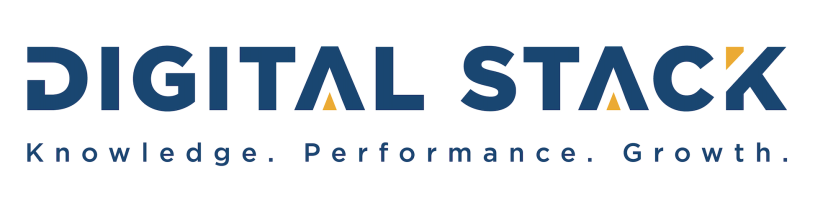 DIGITAL STACK
Knowledge. Performance. Growth.